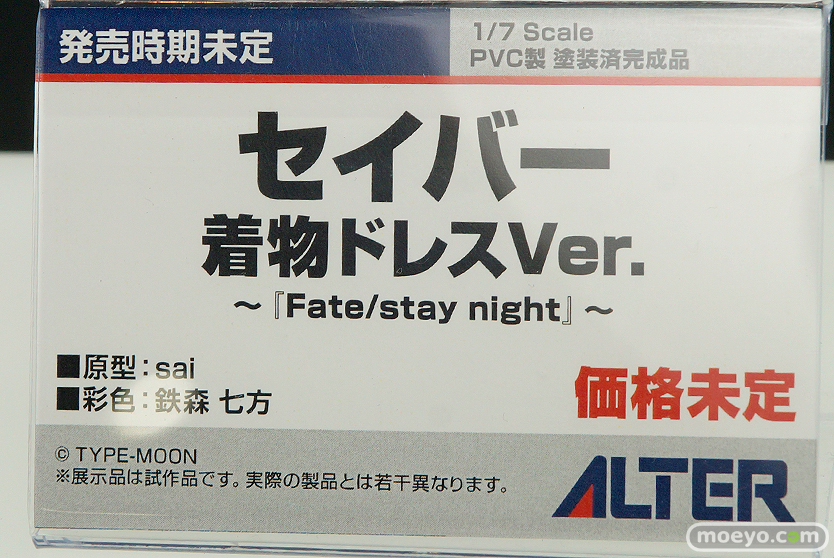 発売時期未定
1/7 Scale
PVC製 塗装済完成品
セイバー
着物ドレスVer.
～『Fate/stay night』～
■原型：sai
■彩色：鉄森 七方
価格未定
© TYPE-MOON
※展示品は試作品です。実際の製品とは若干異なります。
ALTER
moeyo.com